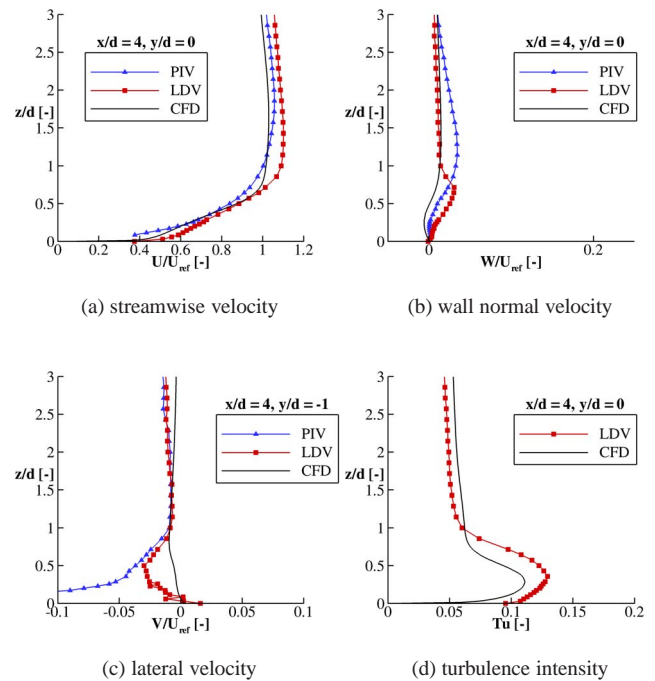 3
x/d = 4, y/d = 0
PIV
LDV
CFD
2.5
2
z/d [-]
1.5
1
0.5
0
0 0.2 0.4 0.6 0.8 1 1.2
U/U_ref [-]
(a) streamwise velocity
3
x/d = 4, y/d = 0
PIV
LDV
CFD
2.5
2
z/d [-]
1.5
1
0.5
0
0 0.2
W/U_ref [-]
(b) wall normal velocity
3
x/d = 4, y/d = -1
PIV
LDV
CFD
2.5
2
z/d [-]
1.5
1
0.5
0
-0.1 -0.05 0 0.05 0.1
V/U_ref [-]
(c) lateral velocity
3
x/d = 4, y/d = 0
LDV
CFD
2.5
2
z/d [-]
1.5
1
0.5
0
0 0.05 0.1 0.15 0.2
Tu [-]
(d) turbulence intensity